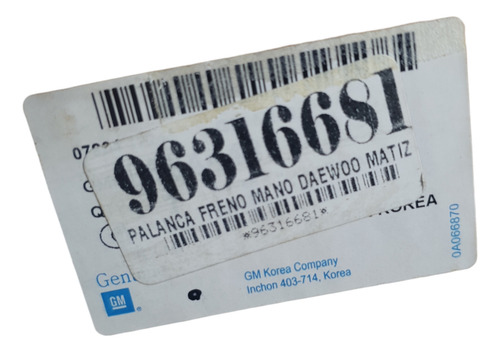 96316681
PALANCA FRENO MANO DAEWOO MATIZ
*96316681*
KOREA
0A066870
GM
GM Korea Company
Inchon 403-714, Korea